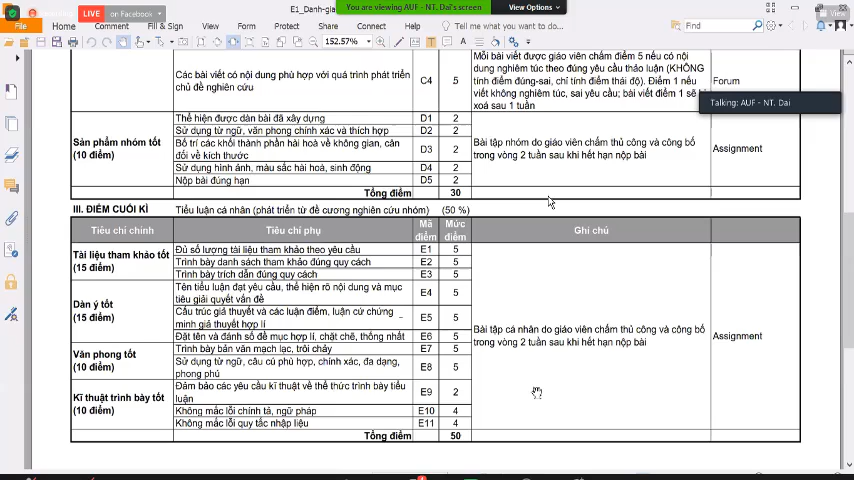 E1_Danh-gia
You are viewing AUF - NT. Dai's screen
View Options
LIVE
on Facebook
View
File
Home
Comment
Fill & Sign
View
Form
Protect
Share
Connect
Help
Tell me what you want...
Find
152.57%
Các bài viết có nội dung phù hợp với quá trình phát triển
chủ đề nghiên cứu
C4
5
Mỗi bài viết được giáo viên chấm điểm 5 nếu có nội
dung nghiêm túc theo đúng yêu cầu thảo luận (KHÔNG
tính điểm đúng-sai, chỉ tính điểm thái độ). Điểm 1 nếu
viết không nghiêm túc, sai yêu cầu; bài viết điểm 1 sẽ bị
xoá sau 1 tuần
Forum
Talking: AUF - NT. Dai
Sản phẩm nhóm tốt
(10 điểm)
Thể hiện được dàn bài đã xây dựng
D1
2
Sử dụng từ ngữ, văn phong chính xác và thích hợp
D2
2
Bố trí các khối thành phần hài hoà về không gian, cân
đối về kích thước
D3
2
Sử dụng hình ảnh, màu sắc hài hoà, sinh động
D4
2
Nộp bài đúng hạn
D5
2
Bài tập nhóm do giáo viên chấm thủ công và công bố
trong vòng 2 tuần sau khi hết hạn nộp bài
Assignment
Tổng điểm
30
III. ĐIỂM CUỐI KÌ
Tiểu luận cá nhân (phát triển từ đề cương nghiên cứu nhóm)
(50 %)
Tiêu chí chính
Tiêu chí phụ
Mã
điểm
Mức
điểm
Ghi chú
Tài liệu tham khảo tốt
(15 điểm)
Đủ số lượng tài liệu tham khảo theo yêu cầu
E1
5
Trình bày danh sách tham khảo đúng quy cách
E2
5
Trình bày trích dẫn đúng quy cách
E3
5
Dàn ý tốt
(15 điểm)
Tên tiểu luận đạt yêu cầu, thể hiện rõ nội dung và mục
tiêu giải quyết vấn đề
E4
5
Cấu trúc giả thuyết và các luận điểm, luận cứ chứng
minh giả thuyết hợp lí
E5
5
Đặt tên và đánh số đề mục hợp lí, chặt chẽ, thống nhất
E6
5
Văn phong tốt
(10 điểm)
Trình bày bản văn mạch lạc, trôi chảy
E7
5
Sử dụng từ ngữ, câu cú phù hợp, chính xác, đa dạng,
phong phú
E8
5
Kĩ thuật trình bày tốt
(10 điểm)
Đảm bảo các yêu cầu kĩ thuật về thể thức trình bày tiểu
luận
E9
2
Không mắc lỗi chính tả, ngữ pháp
E10
4
Không mắc lỗi quy tắc nhập liệu
E11
4
Bài tập cá nhân do giáo viên chấm thủ công và công bố
trong vòng 2 tuần sau khi hết hạn nộp bài
Assignment
Tổng điểm
50